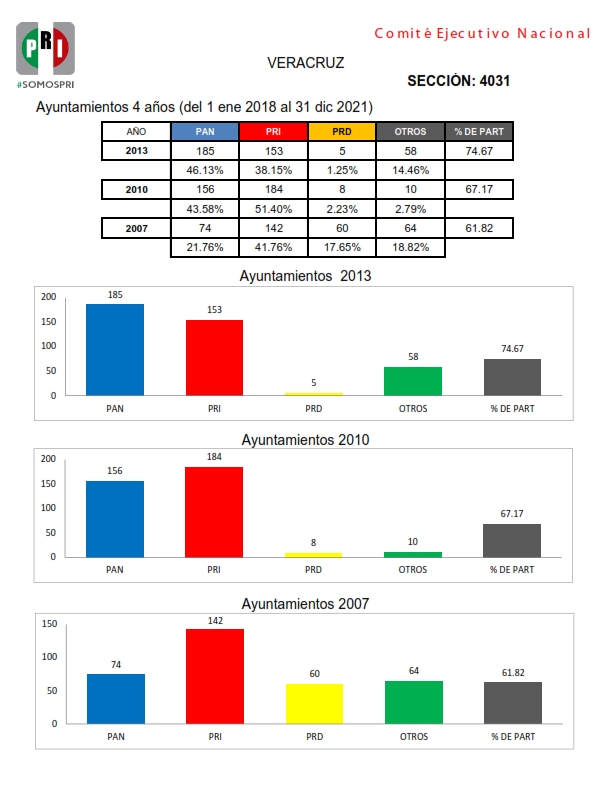 Comité Ejecutivo Nacional
PRI
#SOMOSPRI
VERACRUZ
SECCIÓN: 4031
Ayuntamientos 4 años (del 1 ene 2018 al 31 dic 2021)
AÑO PAN PRI PRD OTROS % DE PART
2013 185 153 5 58 74.67
46.13% 38.15% 1.25% 14.46%
2010 156 184 8 10 67.17
43.58% 51.40% 2.23% 2.79%
2007 74 142 60 64 61.82
21.76% 41.76% 17.65% 18.82%
Ayuntamientos 2013
200
150
100
50
0
185 153 5 58 74.67
PAN PRI PRD OTROS % DE PART
Ayuntamientos 2010
200
150
100
50
0
156 184 8 10 67.17
PAN PRI PRD OTROS % DE PART
Ayuntamientos 2007
150
100
50
0
74 142 60 64 61.82
PAN PRI PRD OTROS % DE PART